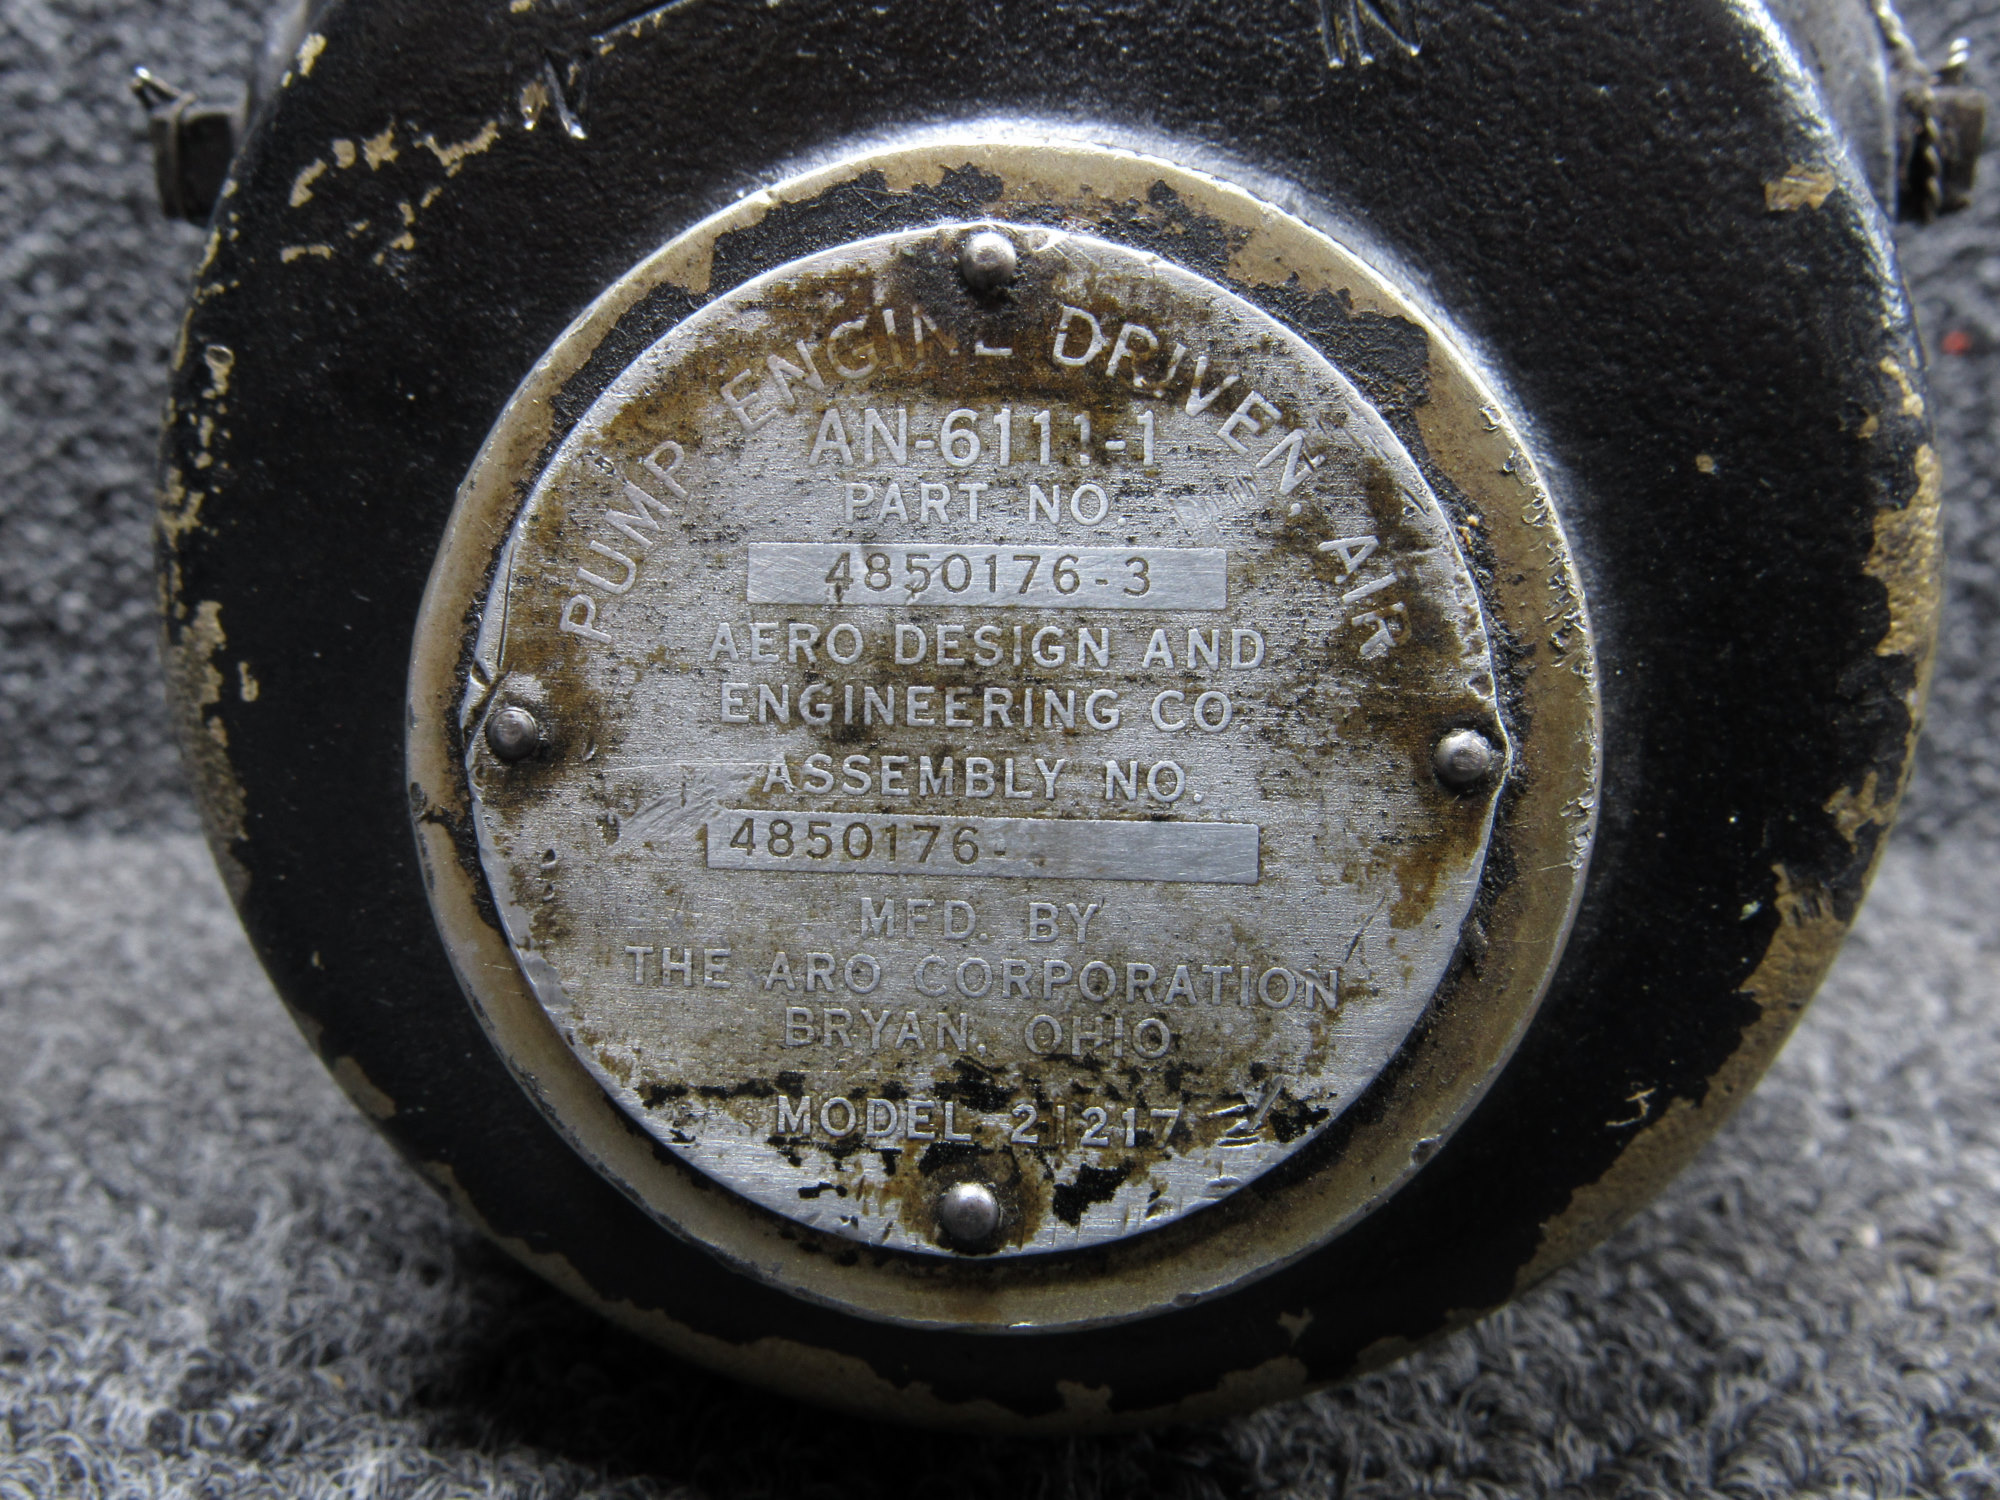 PUMP, ENGINE DRIVEN, AIR
AN-6111-1
PART NO.
4850176-3
AERO DESIGN AND
ENGINEERING CO.
ASSEMBLY NO.
4850176-
MFD. BY
THE ARO CORPORATION
BRYAN, OHIO
MODEL 21217